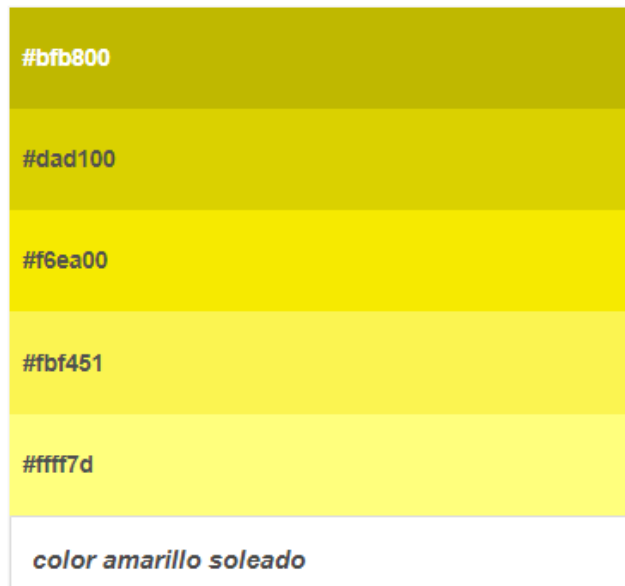 #bfb800
#dad100
#f6ea00
#fbf451
#ffff7d
color amarillo soleado